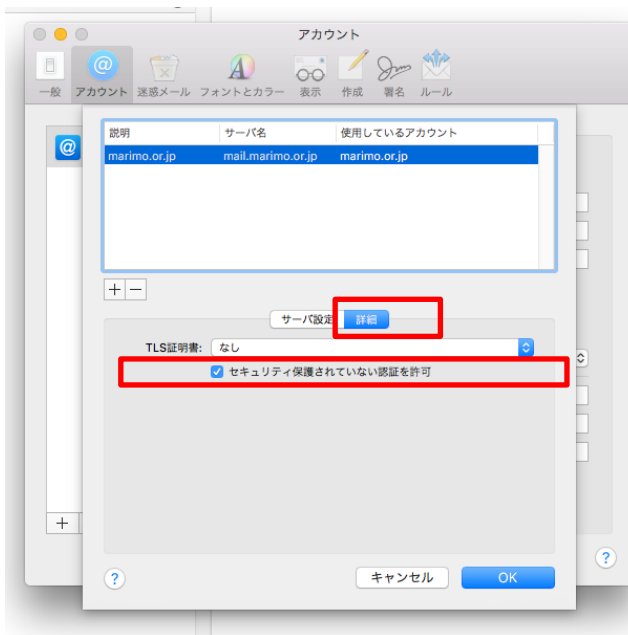 アカウント
一般 アカウント 迷惑メール フォントとカラー 表示 作成 署名 ルール
説明 サーバ名 使用しているアカウント
marimo.or.jp mail.marimo.or.jp marimo.or.jp
+ −
サーバ設定 詳細
TLS証明書: なし
セキュリティ保護されていない認証を許可
+
? キャンセル OK ?